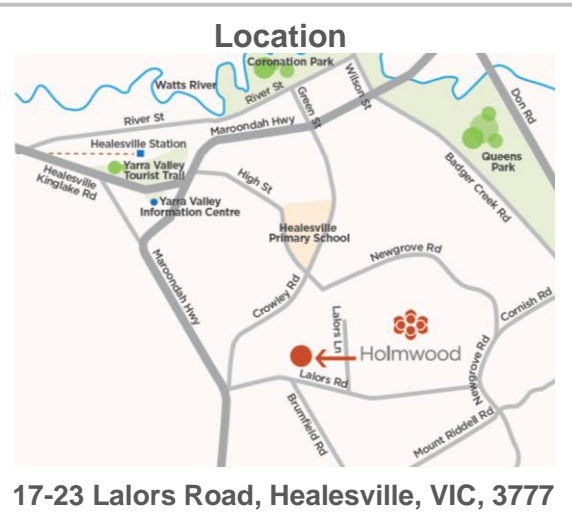 Location
Coronation Park
Watts River
River St
River St
Green St
Wilson St
Maroondah Hwy
Don Rd
Healesville Station
Yarra Valley
Tourist Trail
Healesville
Kinglake Rd
High St
Badger Creek Rd
Queens
Park
Yarra Valley
Information Centre
Healesville
Primary School
Maroondah Hwy
Newgrove Rd
Crowley Rd
Lalors Ln
Cornish Rd
Holmwood
Lalors Rd
Newgrove Rd
Brumfield Rd
Mount Riddell Rd
17-23 Lalors Road, Healesville, VIC, 3777